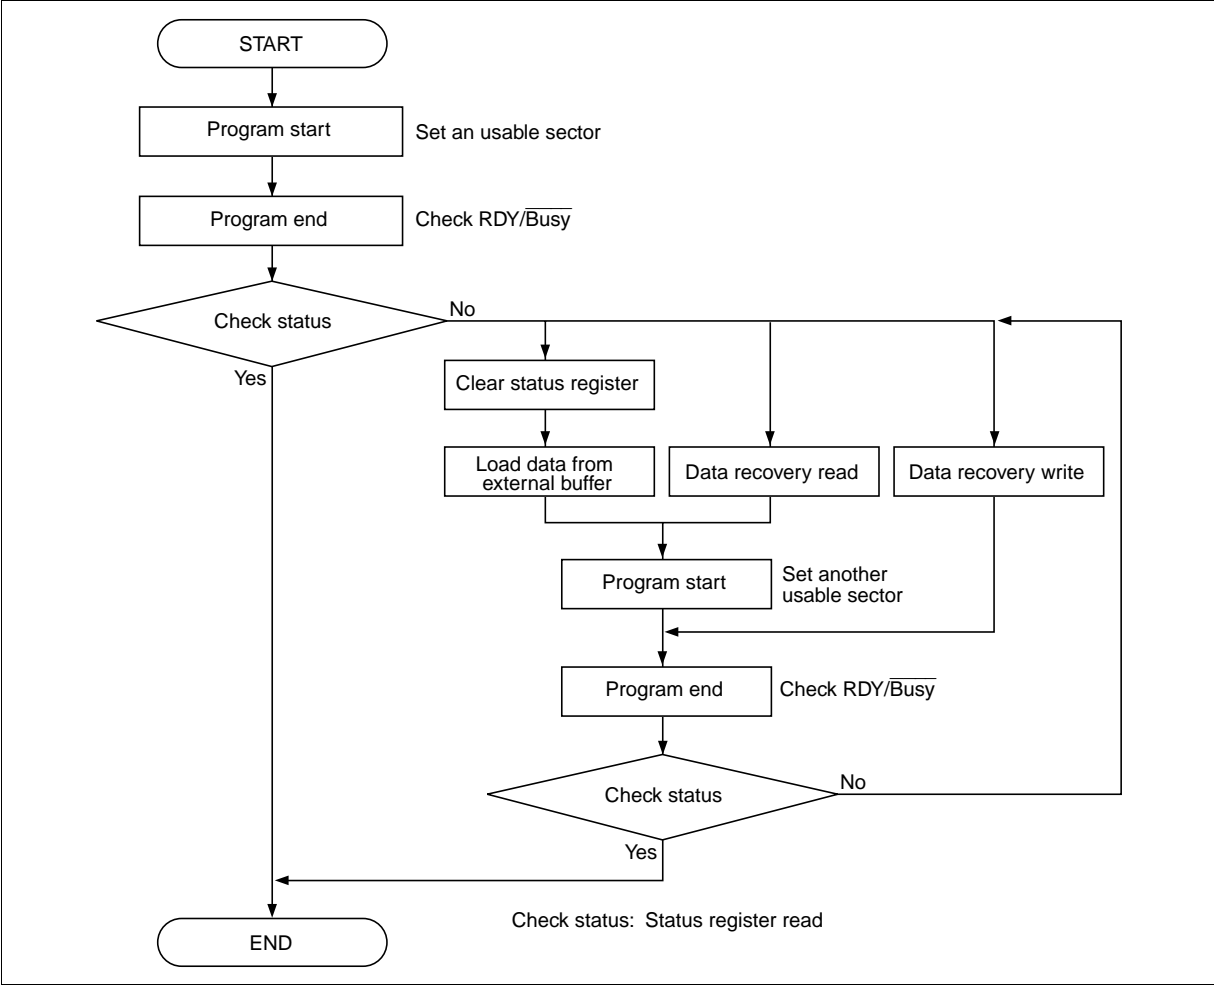 START
Program start
Set an usable sector
Program end
Check RDY/Busy
Check status
No
Yes
Clear status register
Load data from
external buffer
Data recovery read
Data recovery write
Program start
Set another
usable sector
Program end
Check RDY/Busy
Check status
No
Yes
Check status: Status register read
END